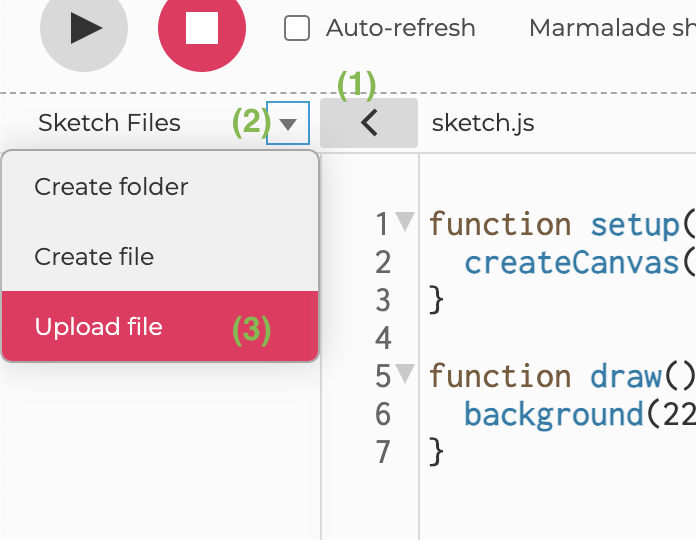 Auto-refresh Marmalade sh
(1)
Sketch Files (2) sketch.js
Create folder
Create file
Upload file (3)
1 function setup(
2 createCanvas(
3 }
4
5 function draw()
6 background(22
7 }